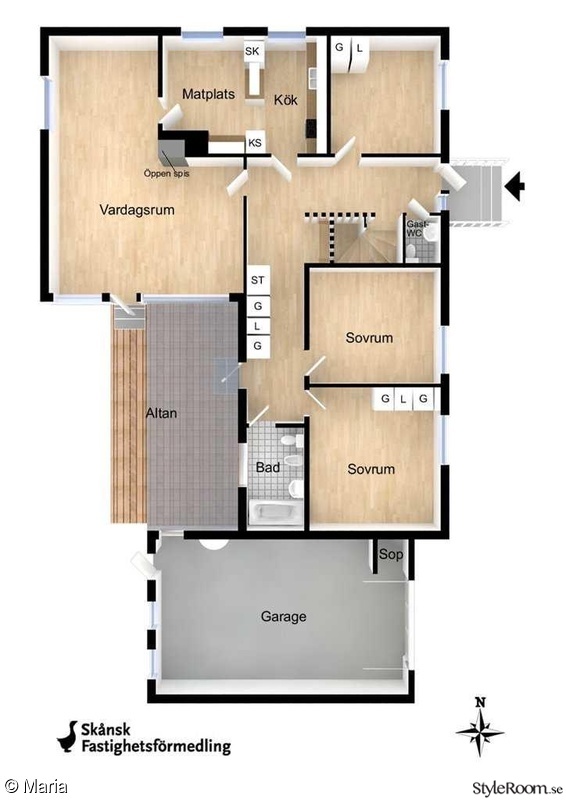 SK
G L
Matplats
Kök
KS
Öppen spis
Vardagsrum
Gäst-
WC
ST
G
L
G
Sovrum
G L G
Altan
Bad
Sovrum
Sop
Garage
N
Skånsk
Fastighetsförmedling
© Maria
StyleRoom.se